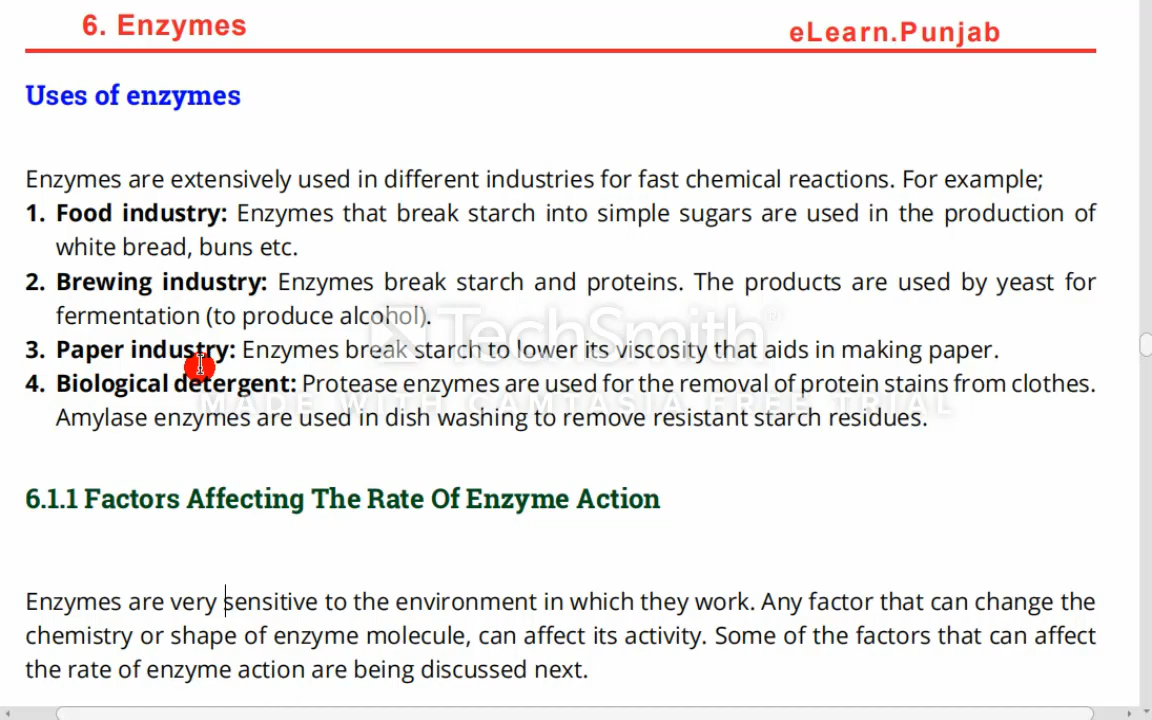 6. Enzymes
eLearn.Punjab
Uses of enzymes
Enzymes are extensively used in different industries for fast chemical reactions. For example;
1. Food industry: Enzymes that break starch into simple sugars are used in the production of
white bread, buns etc.
2. Brewing industry: Enzymes break starch and proteins. The products are used by yeast for
fermentation (to produce alcohol).
TechSmith®
3. Paper industry: Enzymes break starch to lower its viscosity that aids in making paper.
4. Biological detergent: Protease enzymes are used for the removal of protein stains from clothes.
MADE WITH CAMTASIA FREE TRIAL
Amylase enzymes are used in dish washing to remove resistant starch residues.
6.1.1 Factors Affecting The Rate Of Enzyme Action
Enzymes are very sensitive to the environment in which they work. Any factor that can change the
chemistry or shape of enzyme molecule, can affect its activity. Some of the factors that can affect
the rate of enzyme action are being discussed next.